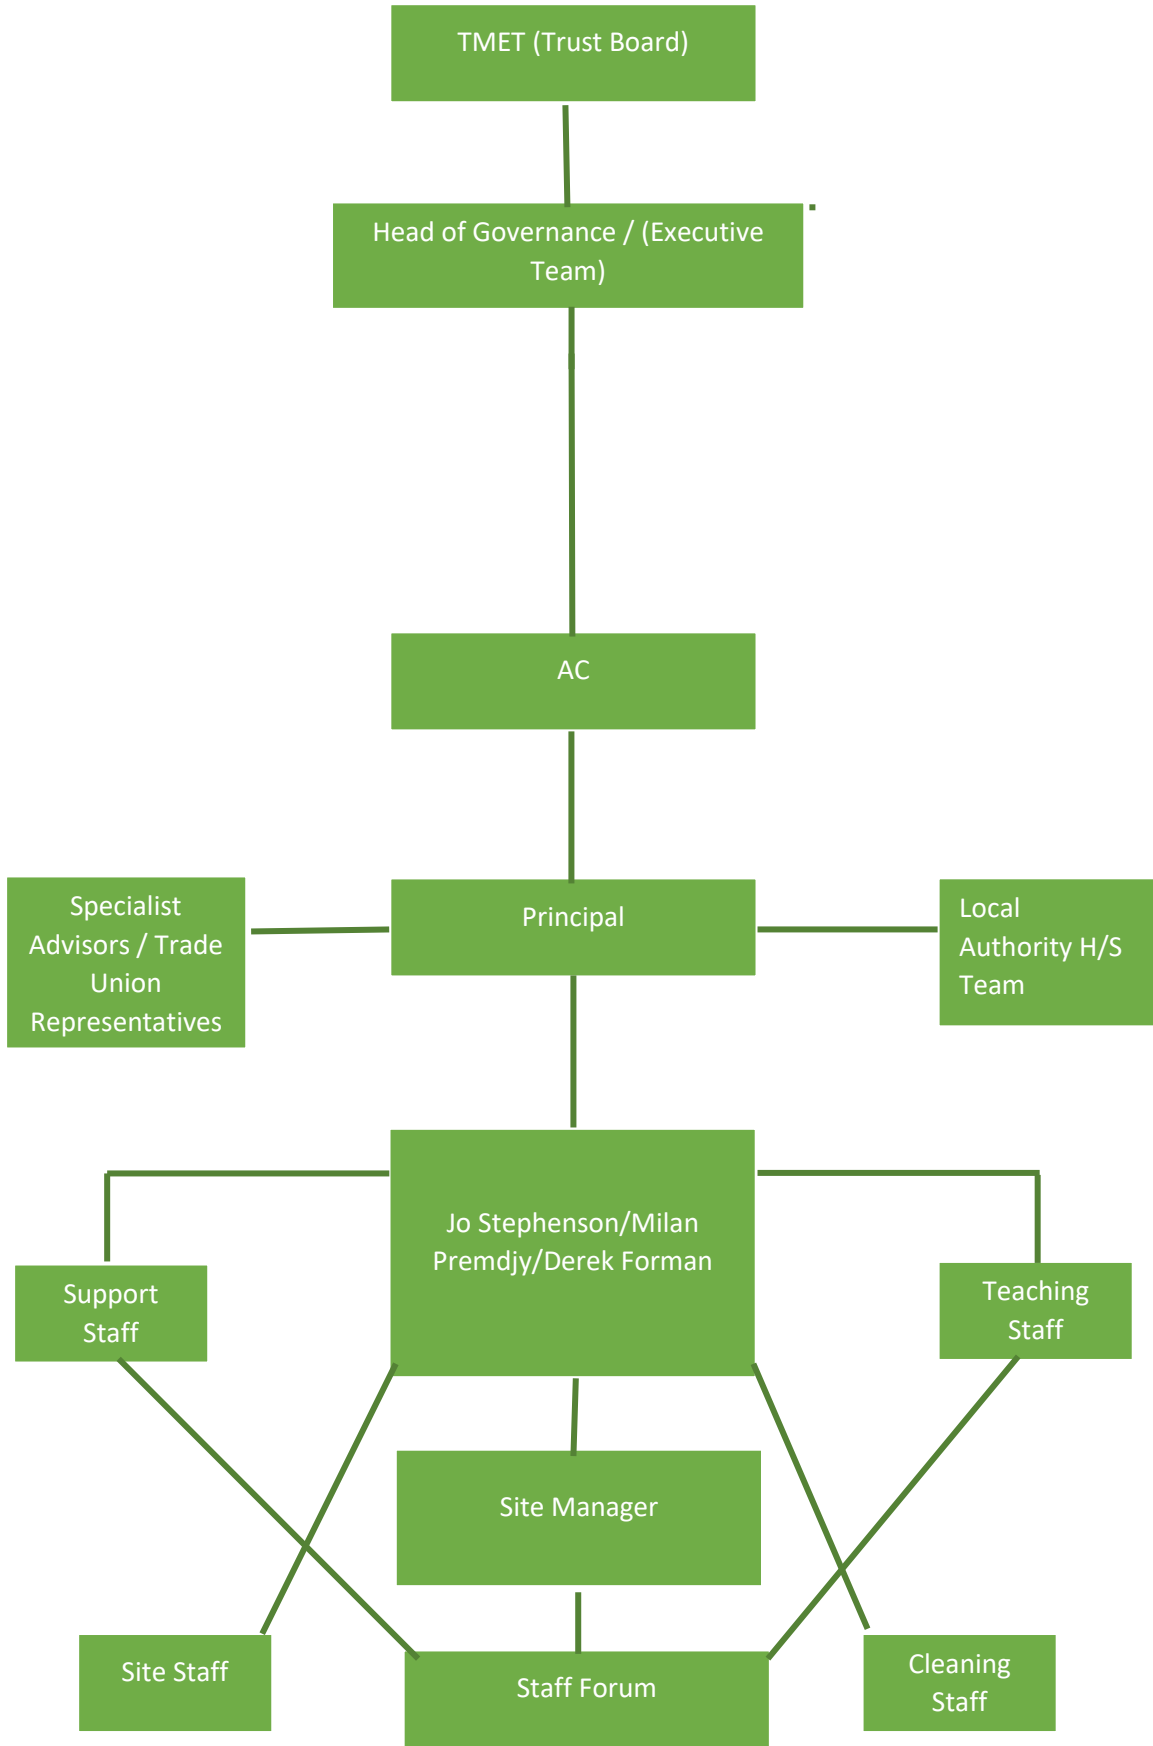 TMET (Trust Board)
Head of Governance / (Executive
Team)
AC
Specialist
Advisors / Trade
Union
Representatives
Principal
Local
Authority H/S
Team
Jo Stephenson/Milan
Premdjy/Derek Forman
Support
Staff
Teaching
Staff
Site Manager
Site Staff
Staff Forum
Cleaning
Staff